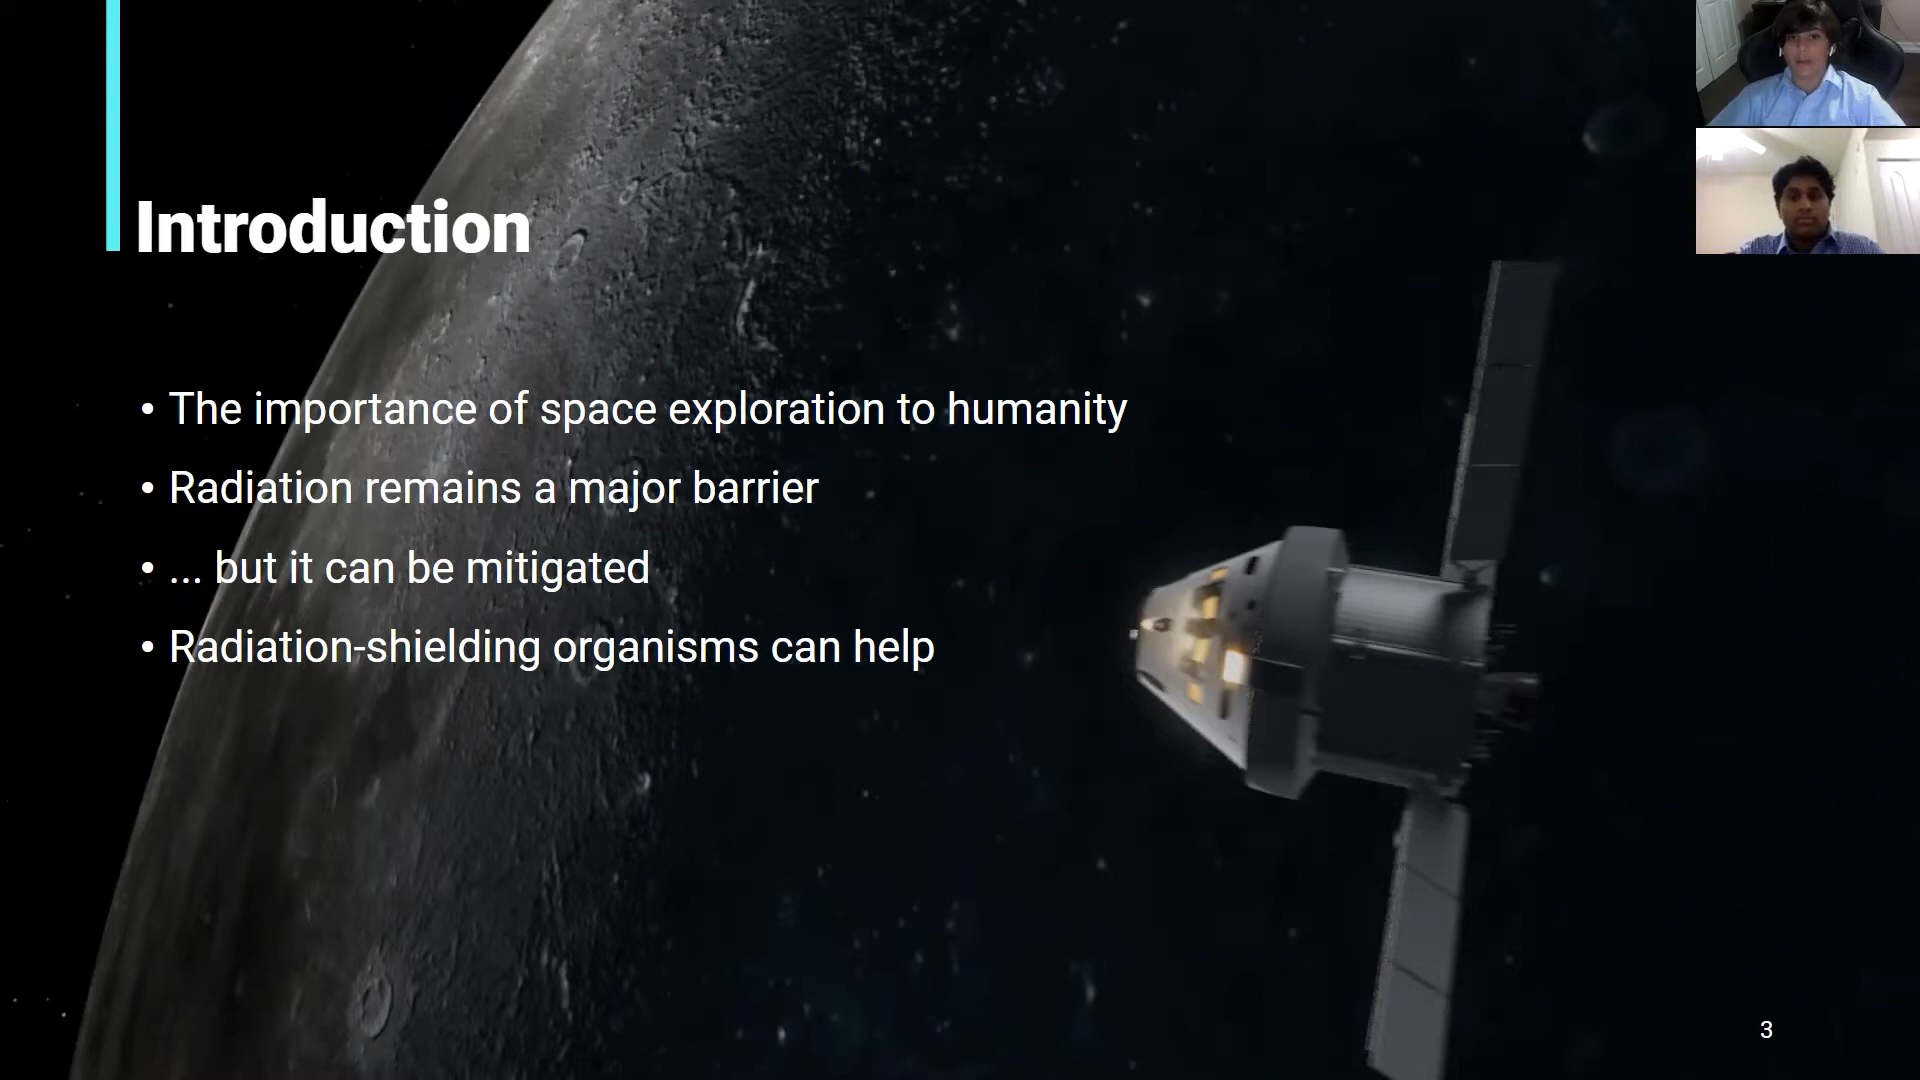 Introduction
• The importance of space exploration to humanity
• Radiation remains a major barrier
• ... but it can be mitigated
• Radiation-shielding organisms can help
3